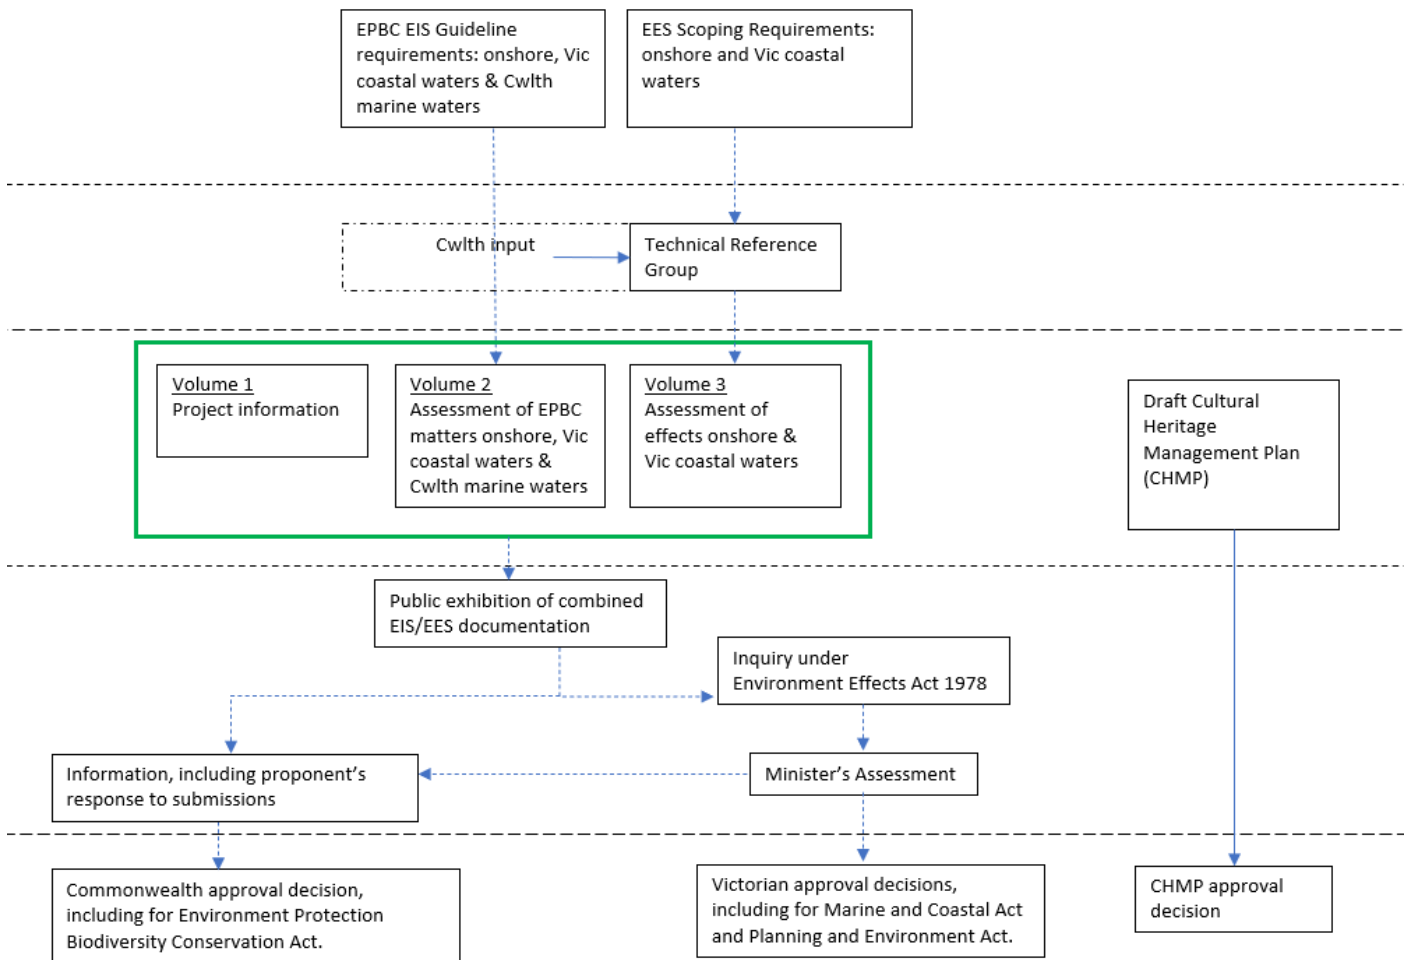 EPBC EIS Guideline
requirements: onshore, Vic
coastal waters & Cwlth
marine waters
EES Scoping Requirements:
onshore and Vic coastal
waters
Cwlth input
Technical Reference
Group
Volume 1
Project information
Volume 2
Assessment of EPBC
matters onshore, Vic
coastal waters &
Cwlth marine waters
Volume 3
Assessment of
effects onshore &
Vic coastal waters
Draft Cultural
Heritage
Management Plan
(CHMP)
Public exhibition of combined
EIS/EES documentation
Inquiry under
Environment Effects Act 1978
Information, including proponent's
response to submissions
Minister's Assessment
Commonwealth approval decision,
including for Environment Protection
Biodiversity Conservation Act.
Victorian approval decisions,
including for Marine and Coastal Act
and Planning and Environment Act.
CHMP approval
decision